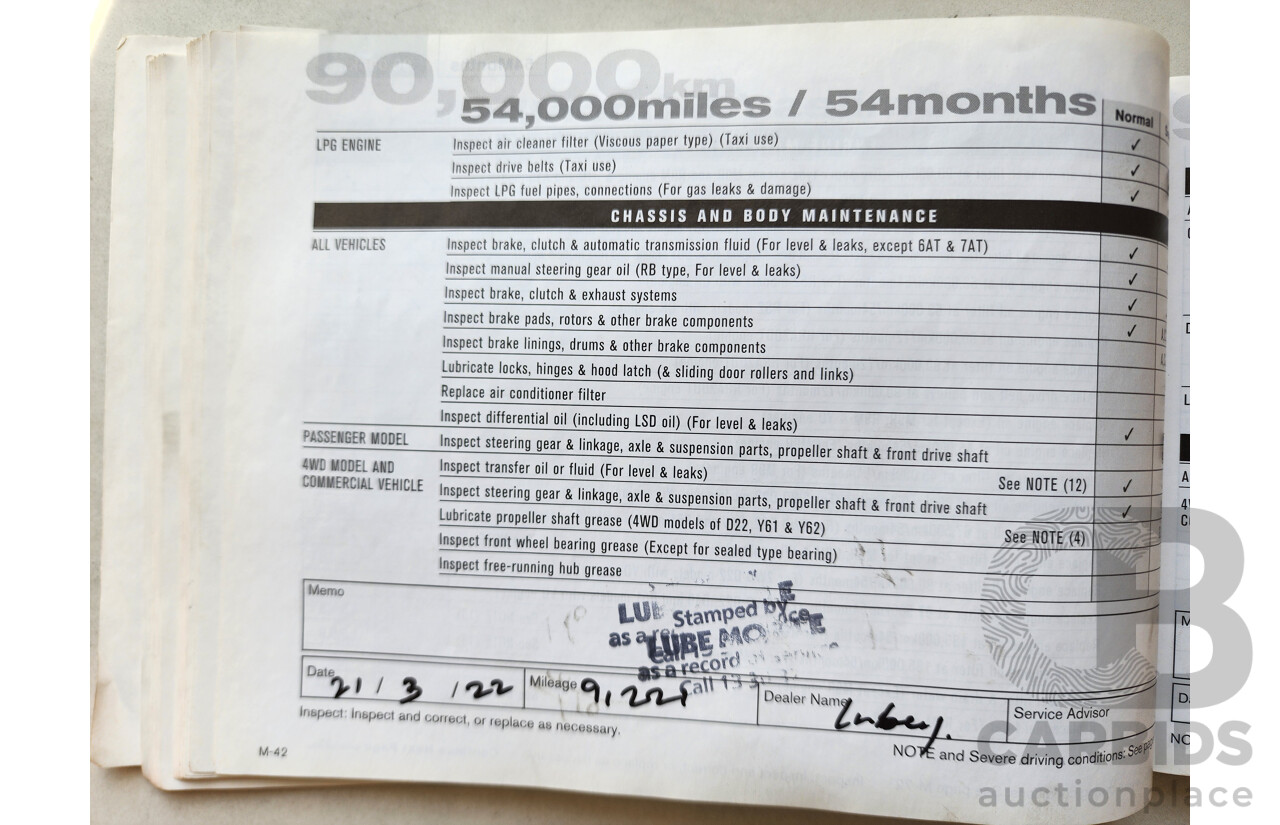 90,000km
54,000miles / 54months
Normal
LPG ENGINE
Inspect air cleaner filter (Viscous paper type) (Taxi use) ✓
Inspect drive belts (Taxi use) ✓
Inspect LPG fuel pipes, connections (For gas leaks & damage) ✓
CHASSIS AND BODY MAINTENANCE
ALL VEHICLES
Inspect brake, clutch & automatic transmission fluid (For level & leaks, except 6AT & 7AT) ✓
Inspect manual steering gear oil (RB type, For level & leaks) ✓
Inspect brake, clutch & exhaust systems ✓
Inspect brake pads, rotors & other brake components ✓
Inspect brake linings, drums & other brake components
Lubricate locks, hinges & hood latch (& sliding door rollers and links)
Replace air conditioner filter
Inspect differential oil (including LSD oil) (For level & leaks) ✓
PASSENGER MODEL
Inspect steering gear & linkage, axle & suspension parts, propeller shaft & front drive shaft
4WD MODEL AND
COMMERCIAL VEHICLE
Inspect transfer oil or fluid (For level & leaks) See NOTE (12) ✓
Inspect steering gear & linkage, axle & suspension parts, propeller shaft & front drive shaft ✓
Lubricate propeller shaft grease (4WD models of D22, Y61 & Y62) See NOTE (4)
Inspect front wheel bearing grease (Except for sealed type bearing)
Inspect free-running hub grease
Memo
Stamped by
LUBE MO
as a record
Call 13
Date 21 / 3 / 22
Mileage
Dealer Name
Service Advisor
Inspect: Inspect and correct, or replace as necessary.
NOTE and Severe driving conditions: See
M-42
CARBIDS
auctionplace